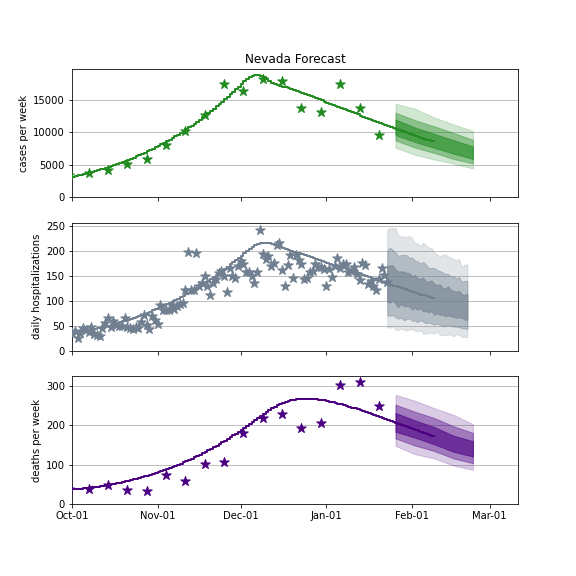 Nevada Forecast
cases per week
15000
10000
5000
0
daily hospitalizations
250
200
150
100
50
0
deaths per week
300
200
100
0
Oct-01 Nov-01 Dec-01 Jan-01 Feb-01 Mar-01